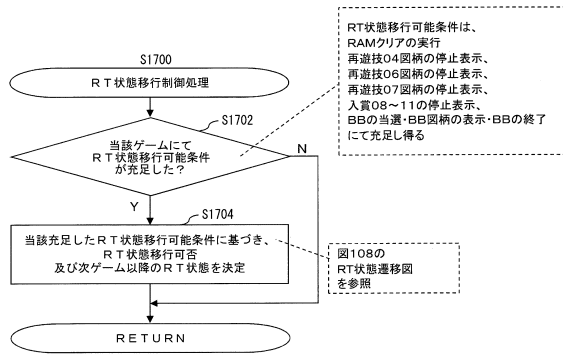 S1700
RT状態移行制御処理
S1702
当該ゲームにて
RT状態移行可能条件
が充足した？
N
Y
S1704
当該充足したRT状態移行可能条件に基づき、
RT状態移行可否
及び次ゲーム以降のRT状態を決定
RETURN
RT状態移行可能条件は、
RAMクリアの実行
再遊技04図柄の停止表示、
再遊技06図柄の停止表示、
再遊技07図柄の停止表示、
入賞08～11の停止表示、
BBの当選・BB図柄の表示・BBの終了
にて充足し得る
図108の
RT状態遷移図
を参照